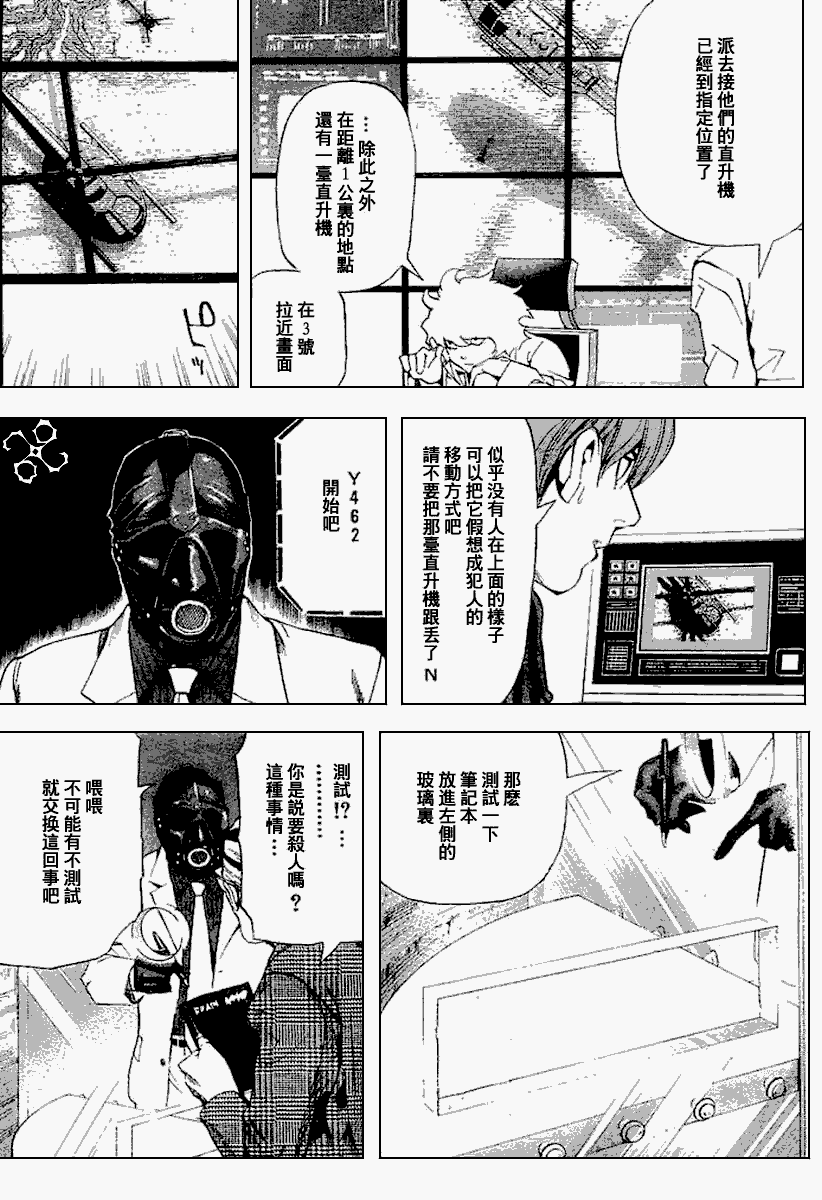 派去接他們的直升機
已經到指定位置了
…除此之外
在距離1公裏的地點
還有一臺直升機
在3號
拉近畫面
似乎沒有人在上面的樣子
可以把它假想成犯人的
移動方式吧
請不要把那臺直升機跟丟了N
Y462
開始吧
那麽
測試一下
筆記本
放進左側的
玻璃裏
測試!?…
…………
你是説要殺人嗎?
這種事情…
喂喂
不可能有不測試
就交換這回事吧